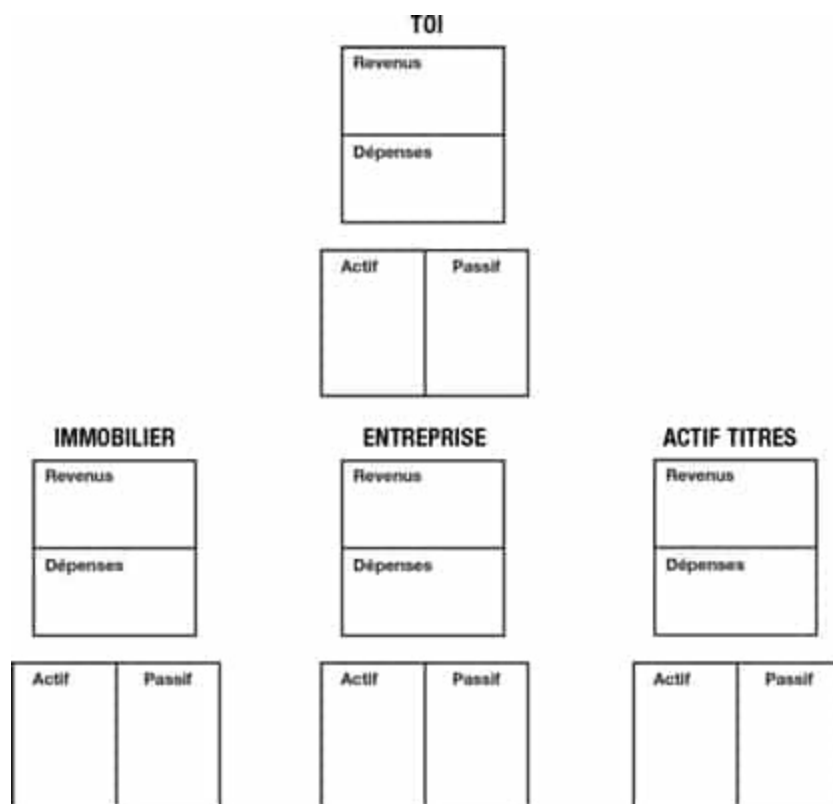 TOI
Revenus
Dépenses
Actif Passif
IMMOBILIER ENTREPRISE ACTIF TITRES
Revenus Revenus Revenus
Dépenses Dépenses Dépenses
Actif Passif Actif Passif Actif Passif